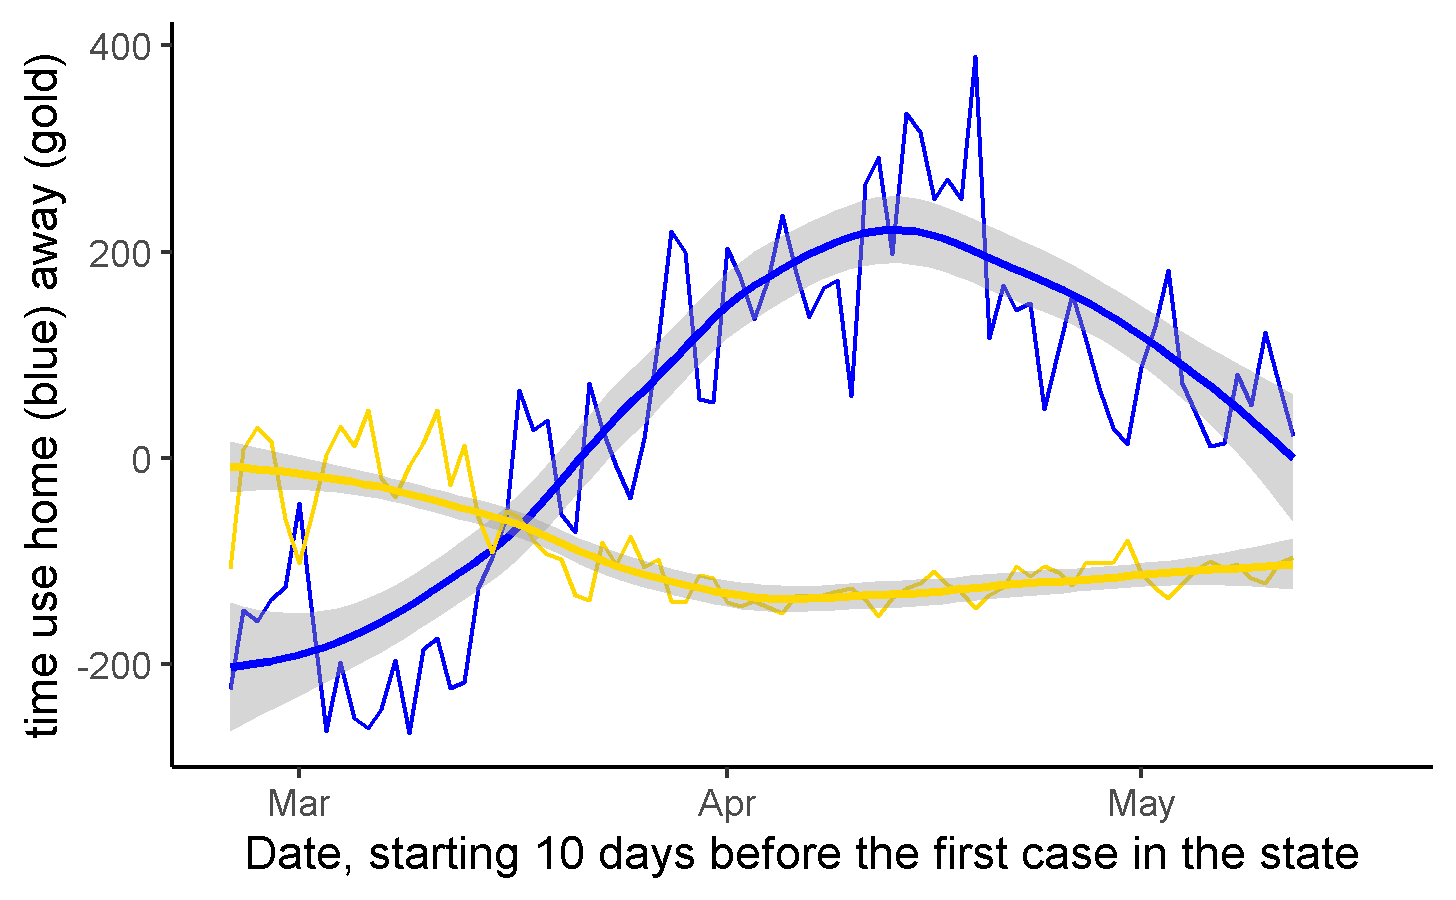 time use home (blue) away (gold)
400
200
0
-200
Mar
Apr
May
Date, starting 10 days before the first case in the state